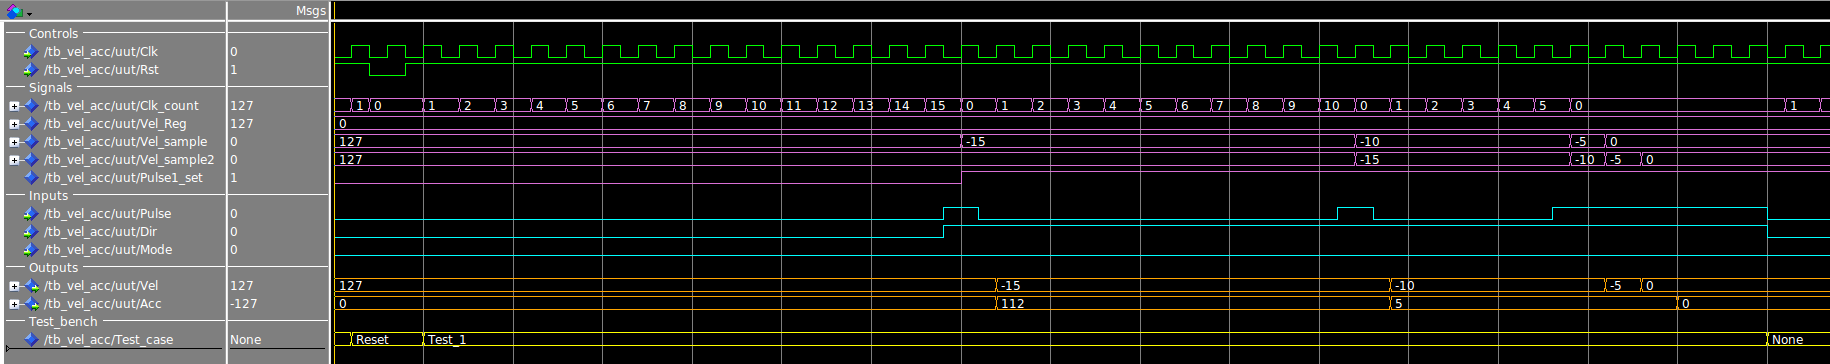 Msgs
Controls
/tb_vel_acc/uut/Clk 0
/tb_vel_acc/uut/Rst 1
Signals
/tb_vel_acc/uut/Clk_count 127 1 0 1 2 3 4 5 6 7 8 9 10 11 12 13 14 15 0 1 2 3 4 5 6 7 8 9 10 0 1 2 3 4 5 0 1
/tb_vel_acc/uut/Vel_Reg 127 0
/tb_vel_acc/uut/Vel_sample 0 127 -15 -10 -5 0
/tb_vel_acc/uut/Vel_sample2 0 127 -15 -10 -5 0
/tb_vel_acc/uut/Pulse1_set 1
Inputs
/tb_vel_acc/uut/Pulse 0
/tb_vel_acc/uut/Dir 0
/tb_vel_acc/uut/Mode 0
Outputs
/tb_vel_acc/uut/Vel 127 127 -15 -10 -5 0
/tb_vel_acc/uut/Acc -127 0 112 5 0
Test_bench
/tb_vel_acc/Test_case None Reset Test_1 None